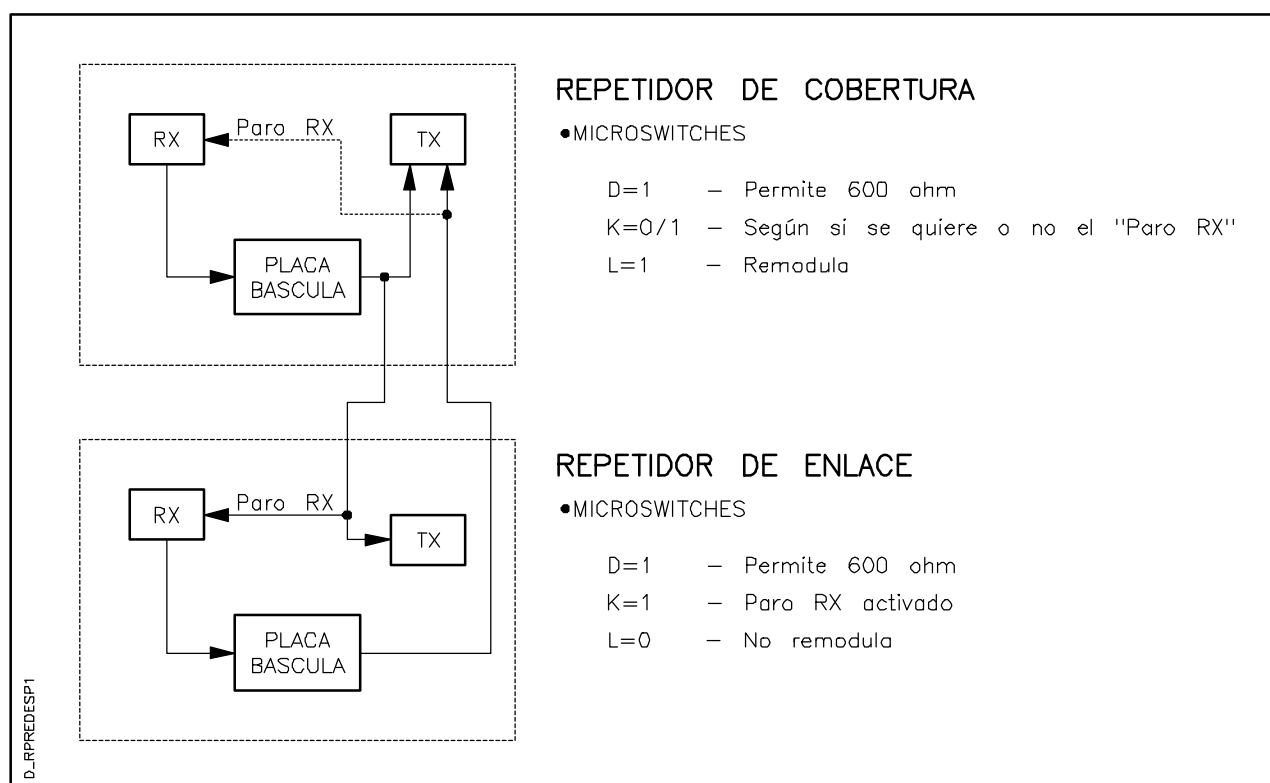 REPETIDOR DE COBERTURA
•MICROSWITCHES
D=1 – Permite 600 ohm
K=0/1 – Según si se quiere o no el "Paro RX"
L=1 – Remodula
RX
Paro RX
TX
PLACA
BASCULA
REPETIDOR DE ENLACE
•MICROSWITCHES
D=1 – Permite 600 ohm
K=1 – Paro RX activado
L=0 – No remodula
RX
Paro RX
TX
PLACA
BASCULA
D_RPREDESP1